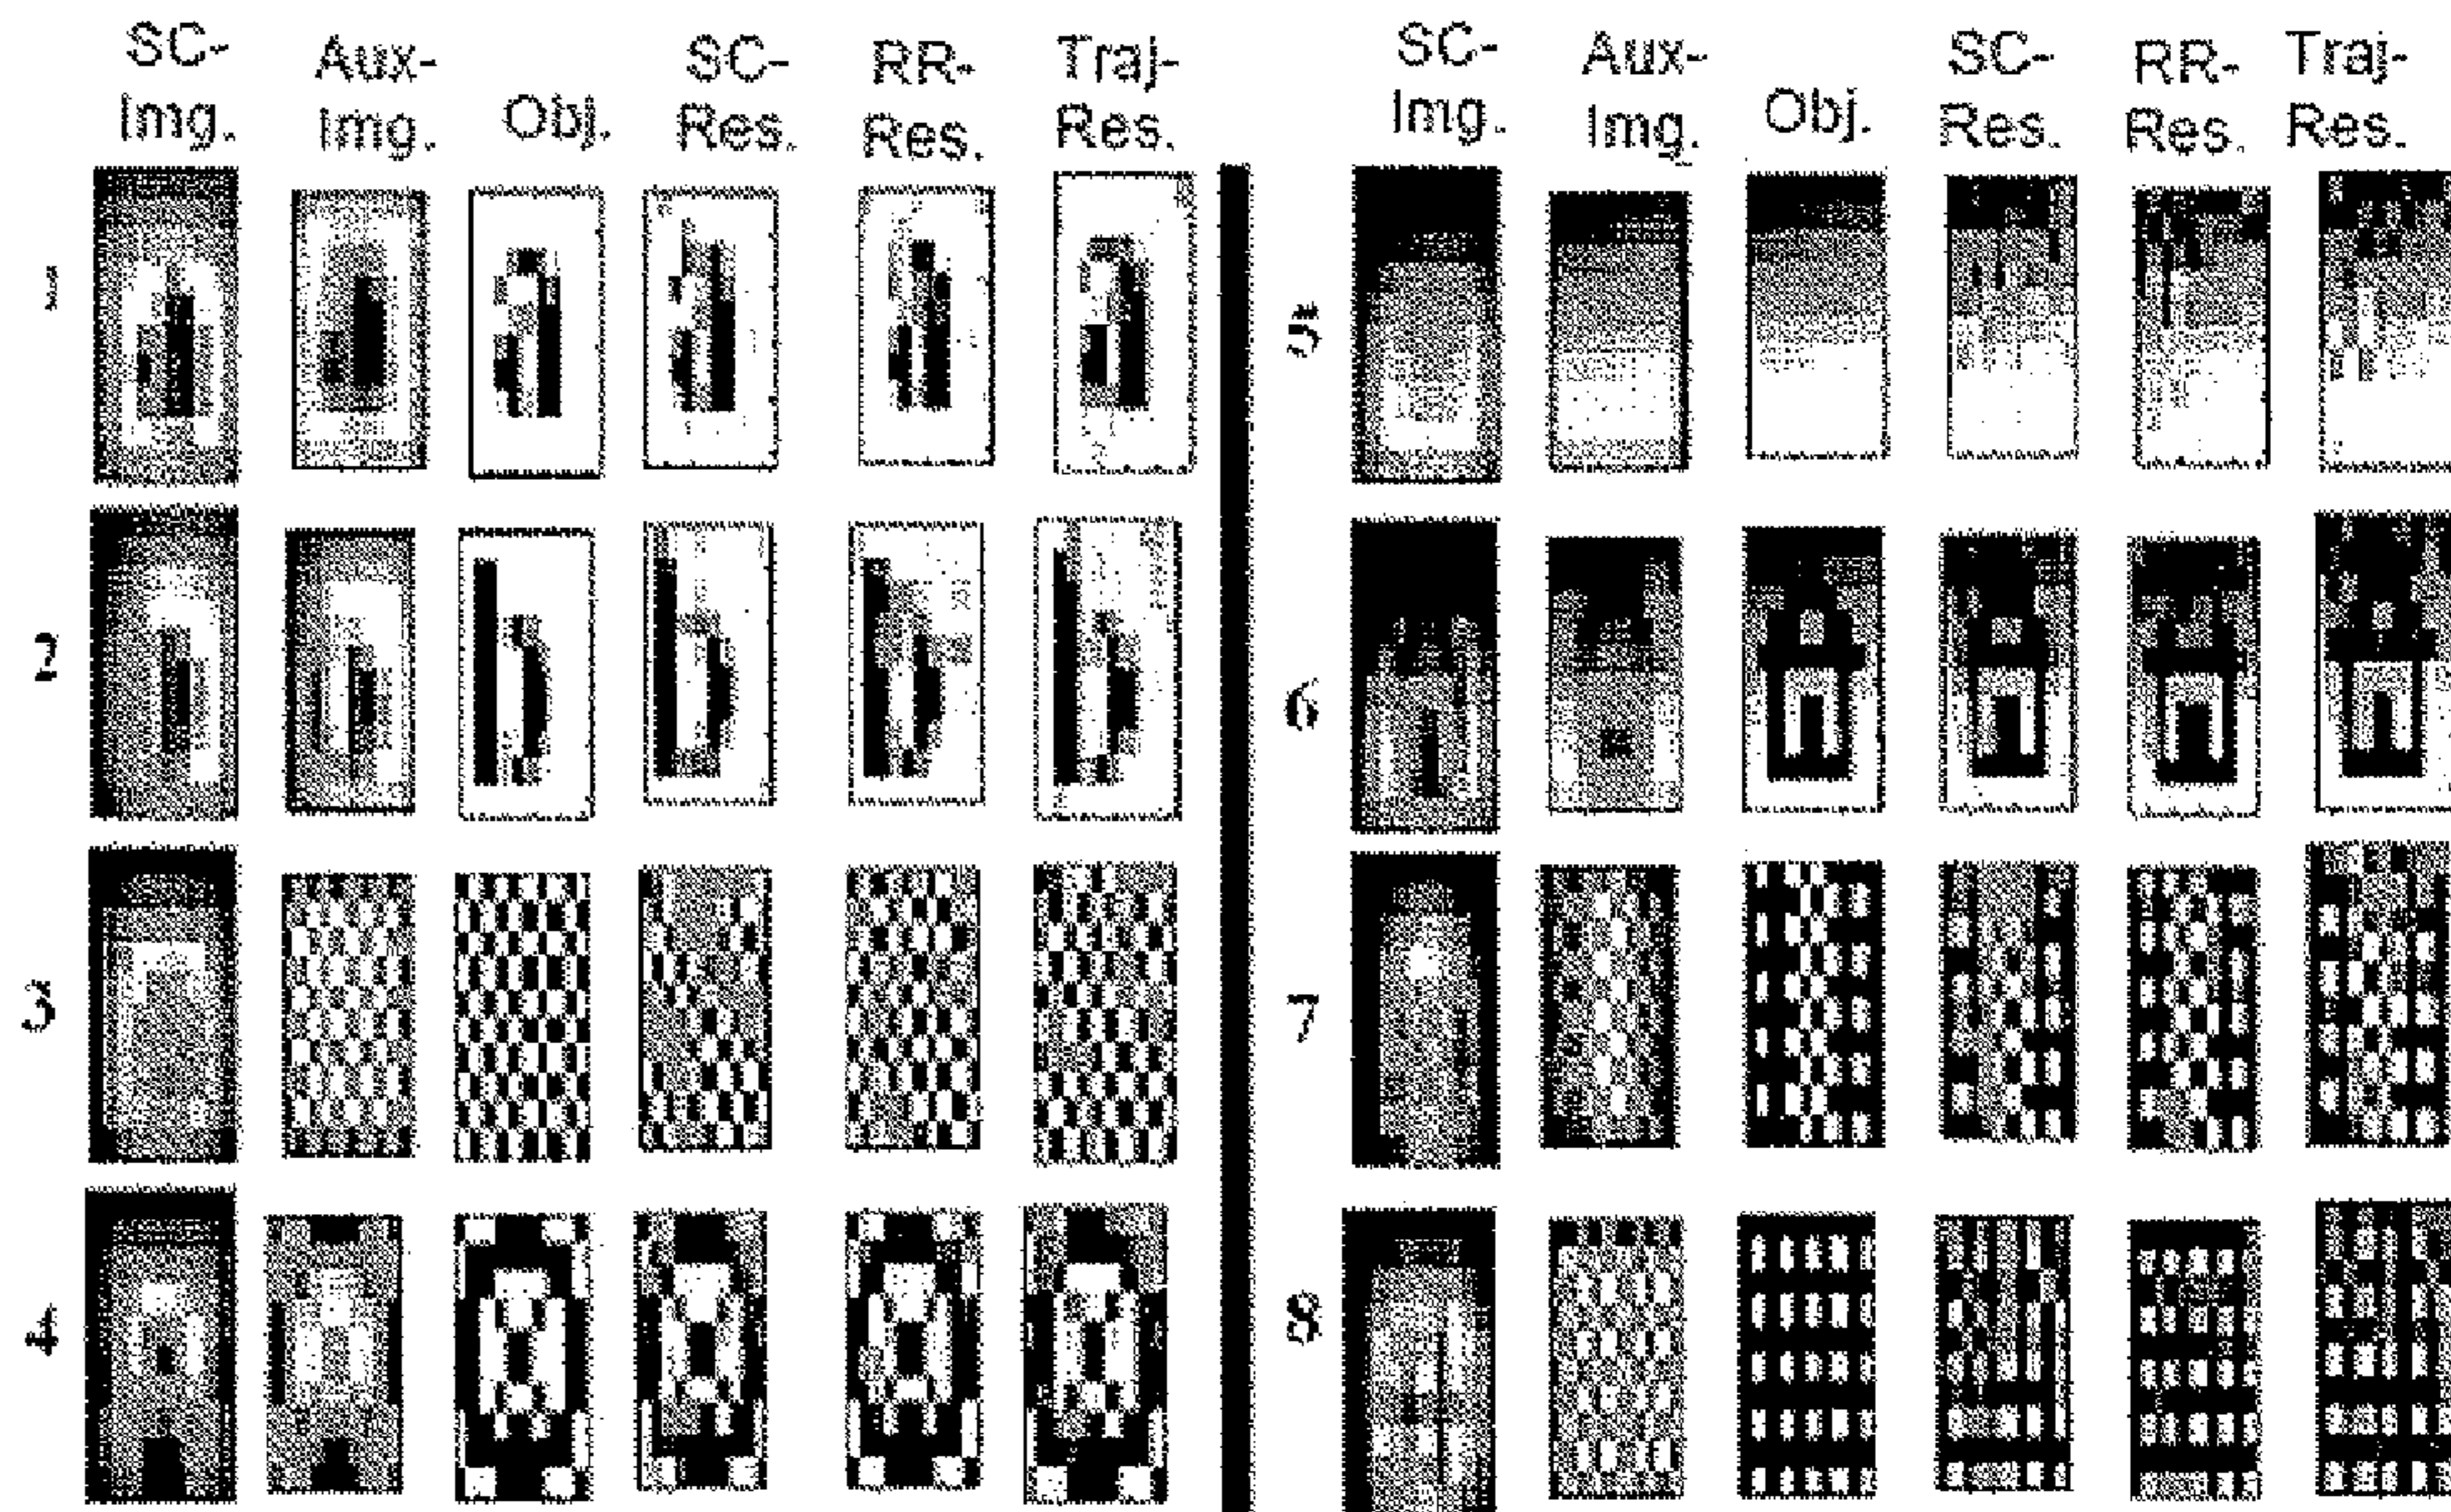 SC- Aux- SC- RR- Traj- SC- Aux- SC- RR- Traj-
Img. Img. Obj. Res. Res. Res. Img. Img. Obj. Res. Res. Res.
1 5
2 6
3 7
4 8